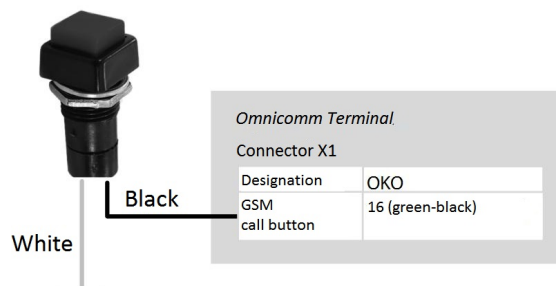 Omnicomm Terminal.
Connector X1
Designation OKO
GSM
call button 16 (green-black)
Black
White